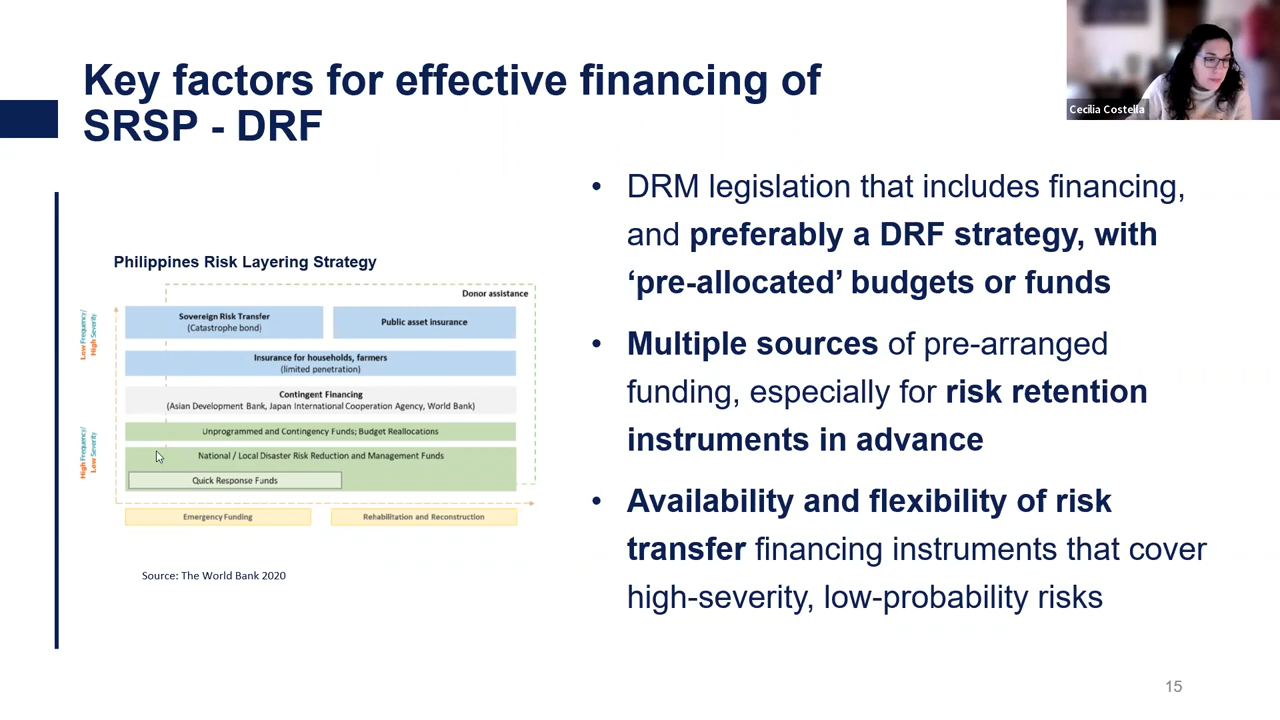 Key factors for effective financing of
SRSP - DRF
Cecilia Costella
Philippines Risk Layering Strategy
Donor assistance
Low Frequency/
High Severity
Sovereign Risk Transfer
(Catastrophe bond)
Public asset insurance
Insurance for households, farmers
(limited penetration)
Contingent Financing
(Asian Development Bank, Japan International Cooperation Agency, World Bank)
Unprogrammed and Contingency Funds; Budget Reallocations
High Frequency/
Low Severity
National / Local Disaster Risk Reduction and Management Funds
Quick Response Funds
Emergency Funding
Rehabilitation and Reconstruction
Source: The World Bank 2020
• DRM legislation that includes financing,
and preferably a DRF strategy, with
‘pre-allocated’ budgets or funds
• Multiple sources of pre-arranged
funding, especially for risk retention
instruments in advance
• Availability and flexibility of risk
transfer financing instruments that cover
high-severity, low-probability risks
15